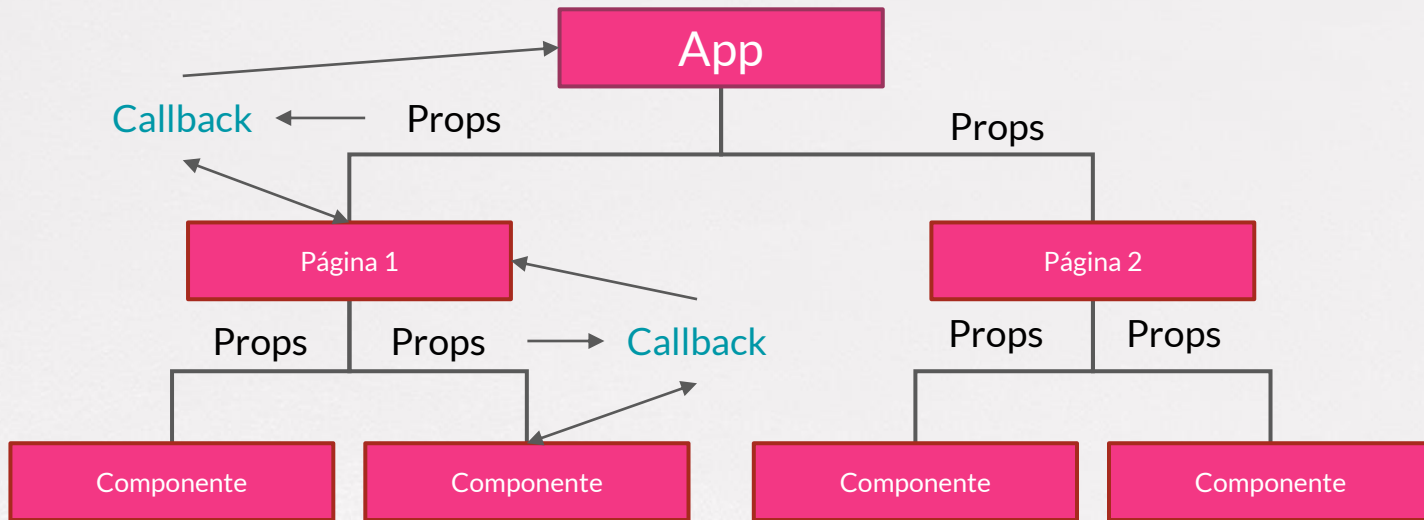 App
Callback
Props
Props
Página 1
Página 2
Props
Props
Callback
Props
Props
Componente
Componente
Componente
Componente